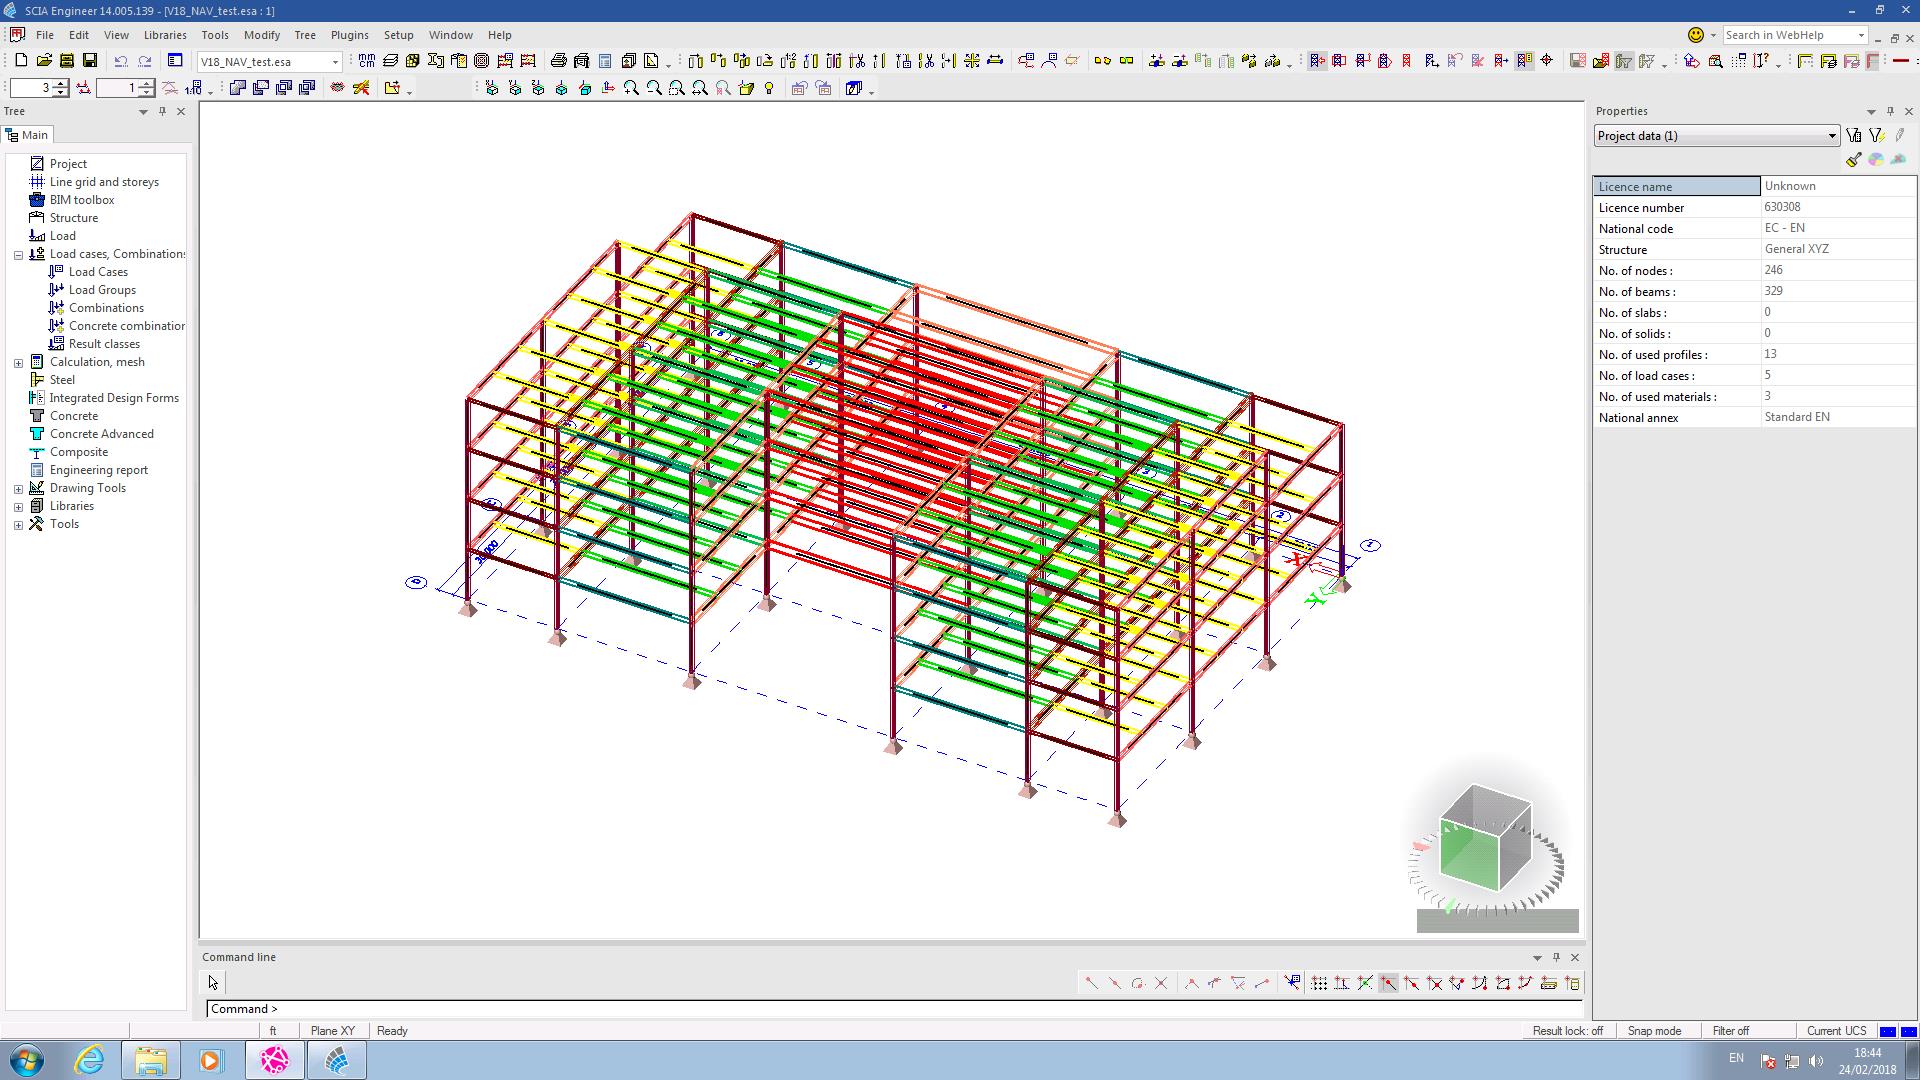 SCIA Engineer 14.005.139 - [V18_NAV_test.esa : 1]
File Edit View Libraries Tools Modify Tree Plugins Setup Window Help
Search in WebHelp
V18_NAV_test.esa
3
1
Tree
Main
Project
Line grid and storeys
BIM toolbox
Structure
Load
Load cases, Combinations
Load Cases
Load Groups
Combinations
Concrete combination
Result classes
Calculation, mesh
Steel
Integrated Design Forms
Concrete
Concrete Advanced
Composite
Engineering report
Drawing Tools
Libraries
Tools
X
Y
Properties
Project data (1)
Licence name Unknown
Licence number 630308
National code EC - EN
Structure General XYZ
No. of nodes : 246
No. of beams : 329
No. of slabs : 0
No. of solids : 0
No. of used profiles : 13
No. of load cases : 5
No. of used materials : 3
National annex Standard EN
Command line
Command >
ft Plane XY Ready
Result lock: off Snap mode Filter off Current UCS
EN
18:44
24/02/2018